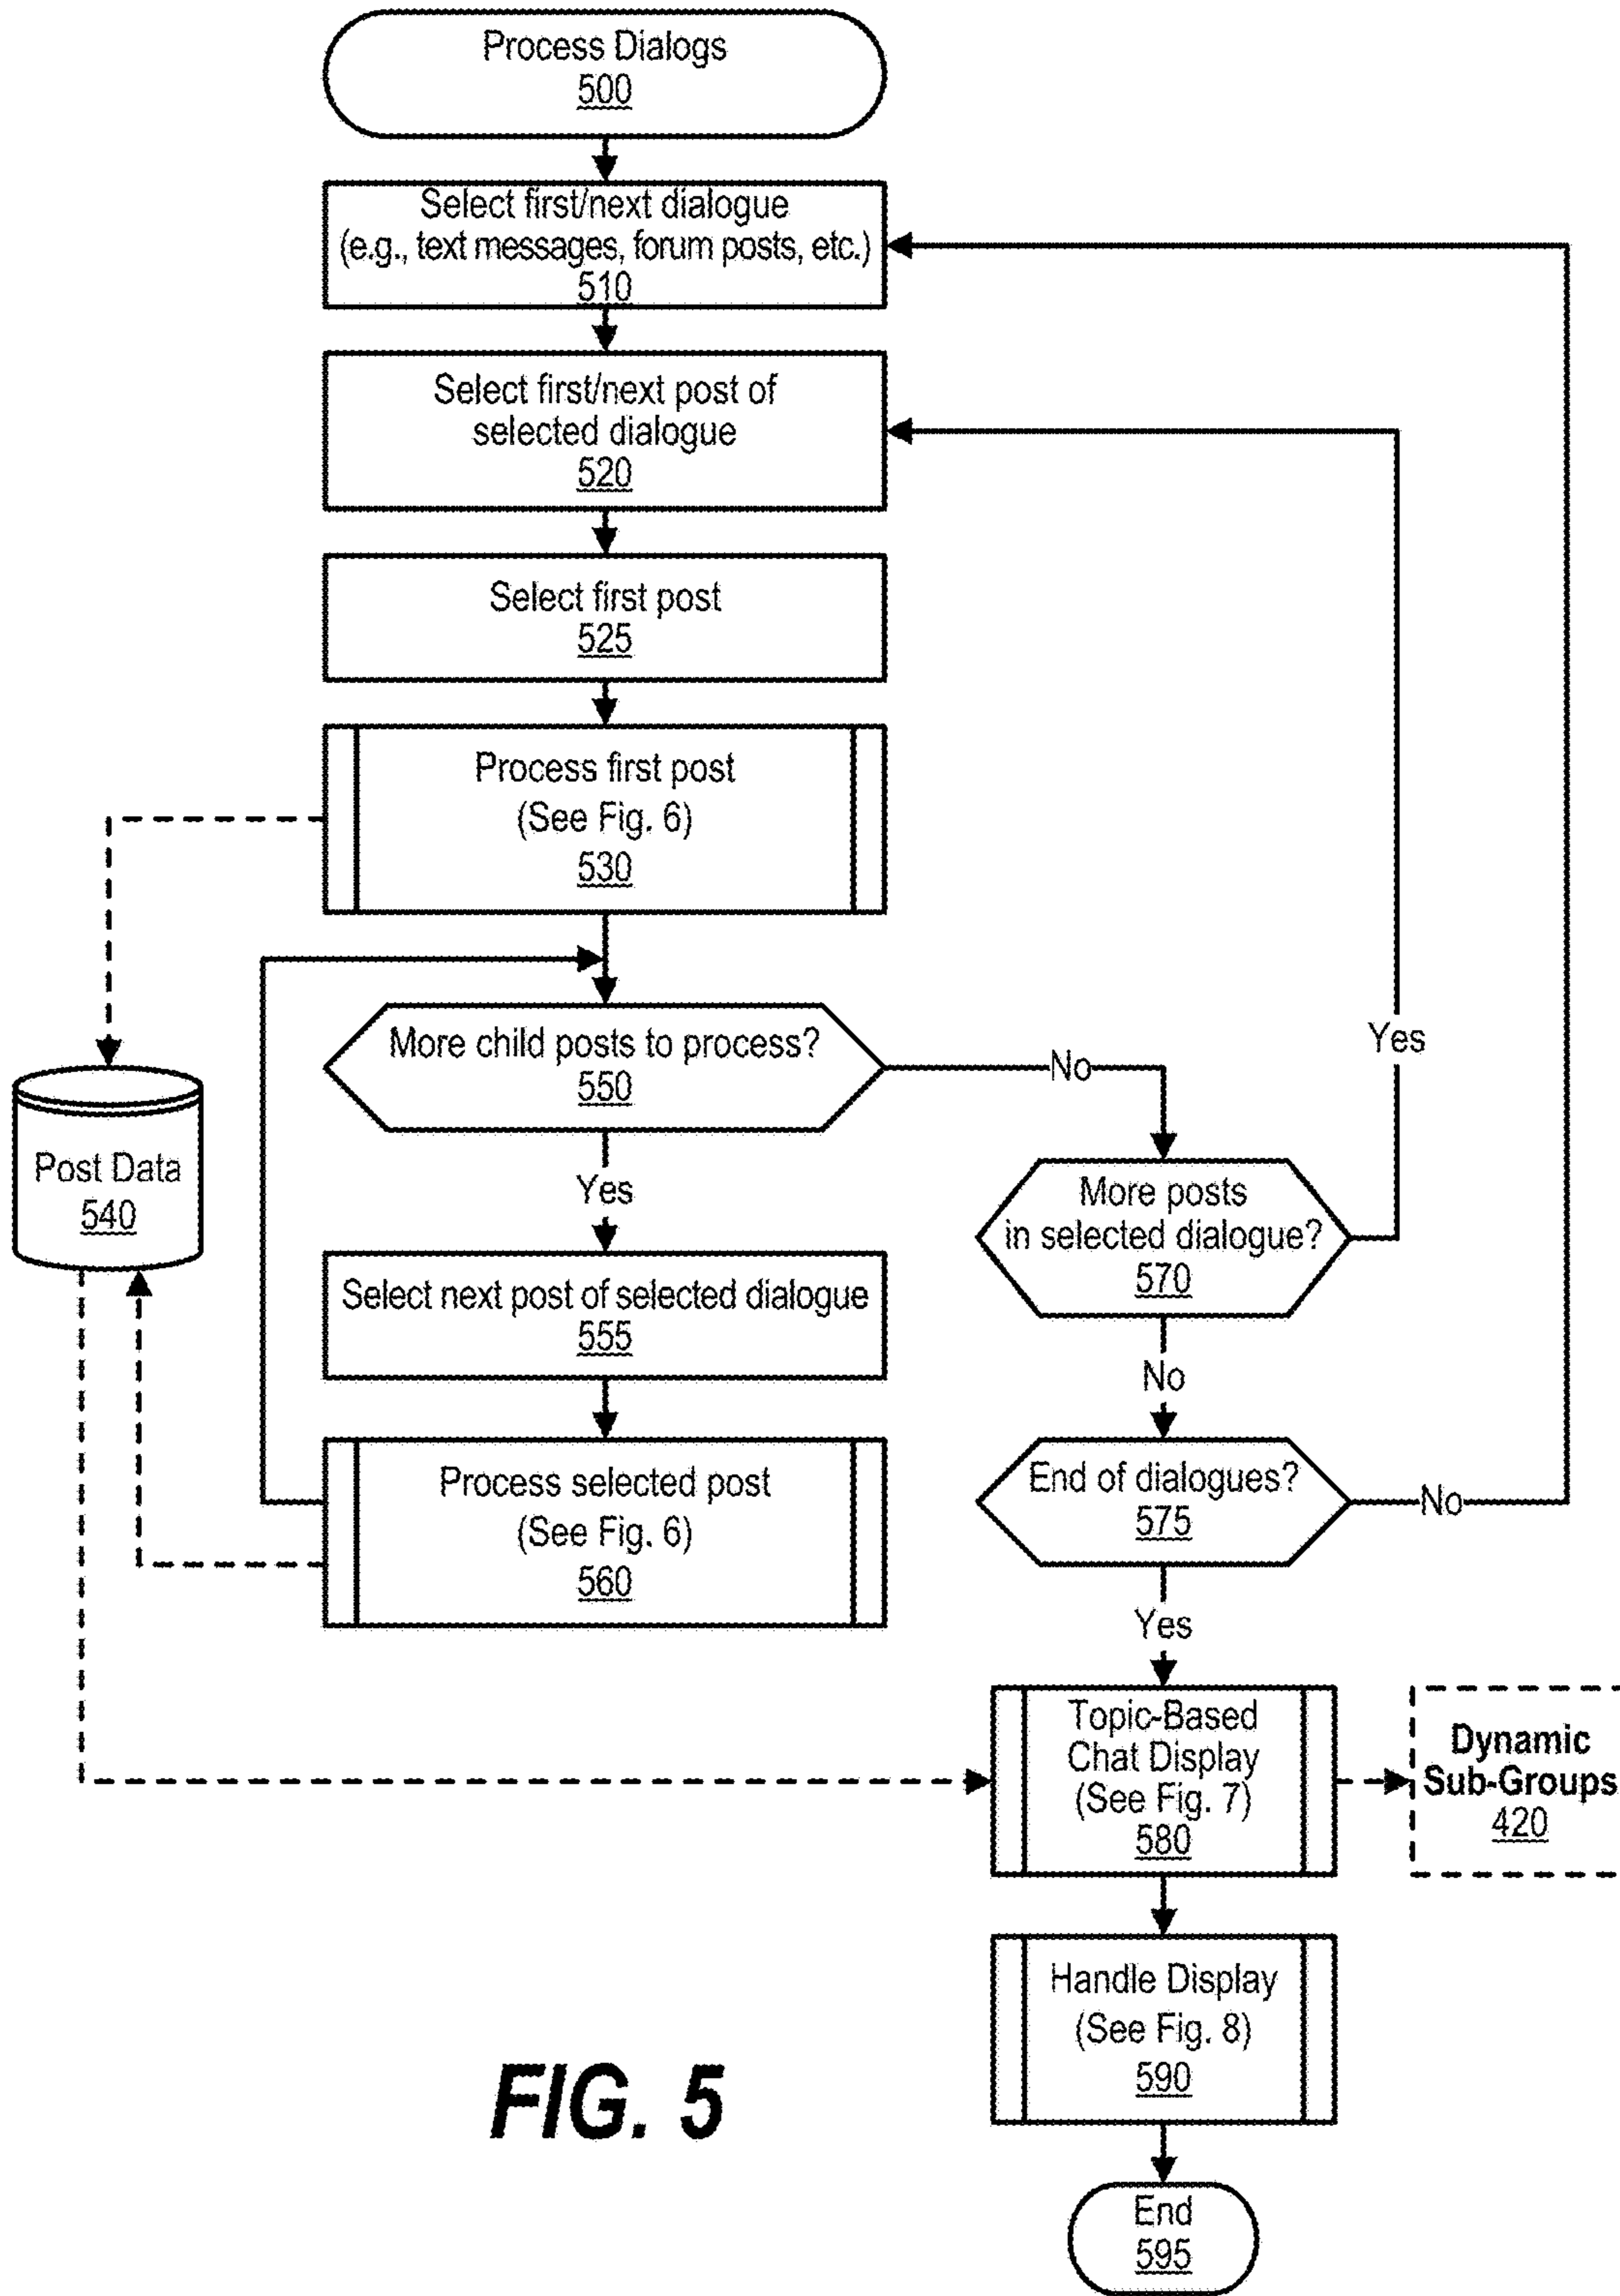 Process Dialogs
500
Select first/next dialogue
(e.g., text messages, forum posts, etc.)
510
Select first/next post of
selected dialogue
520
Select first post
525
Process first post
(See Fig. 6)
530
More child posts to process?
550
No
Yes
Yes
Post Data
540
More posts
in selected dialogue?
570
Select next post of selected dialogue
555
No
Process selected post
(See Fig. 6)
560
End of dialogues?
575
No
Yes
Topic-Based
Chat Display
(See Fig. 7)
580
Dynamic
Sub-Groups
420
Handle Display
(See Fig. 8)
590
FIG. 5
End
595